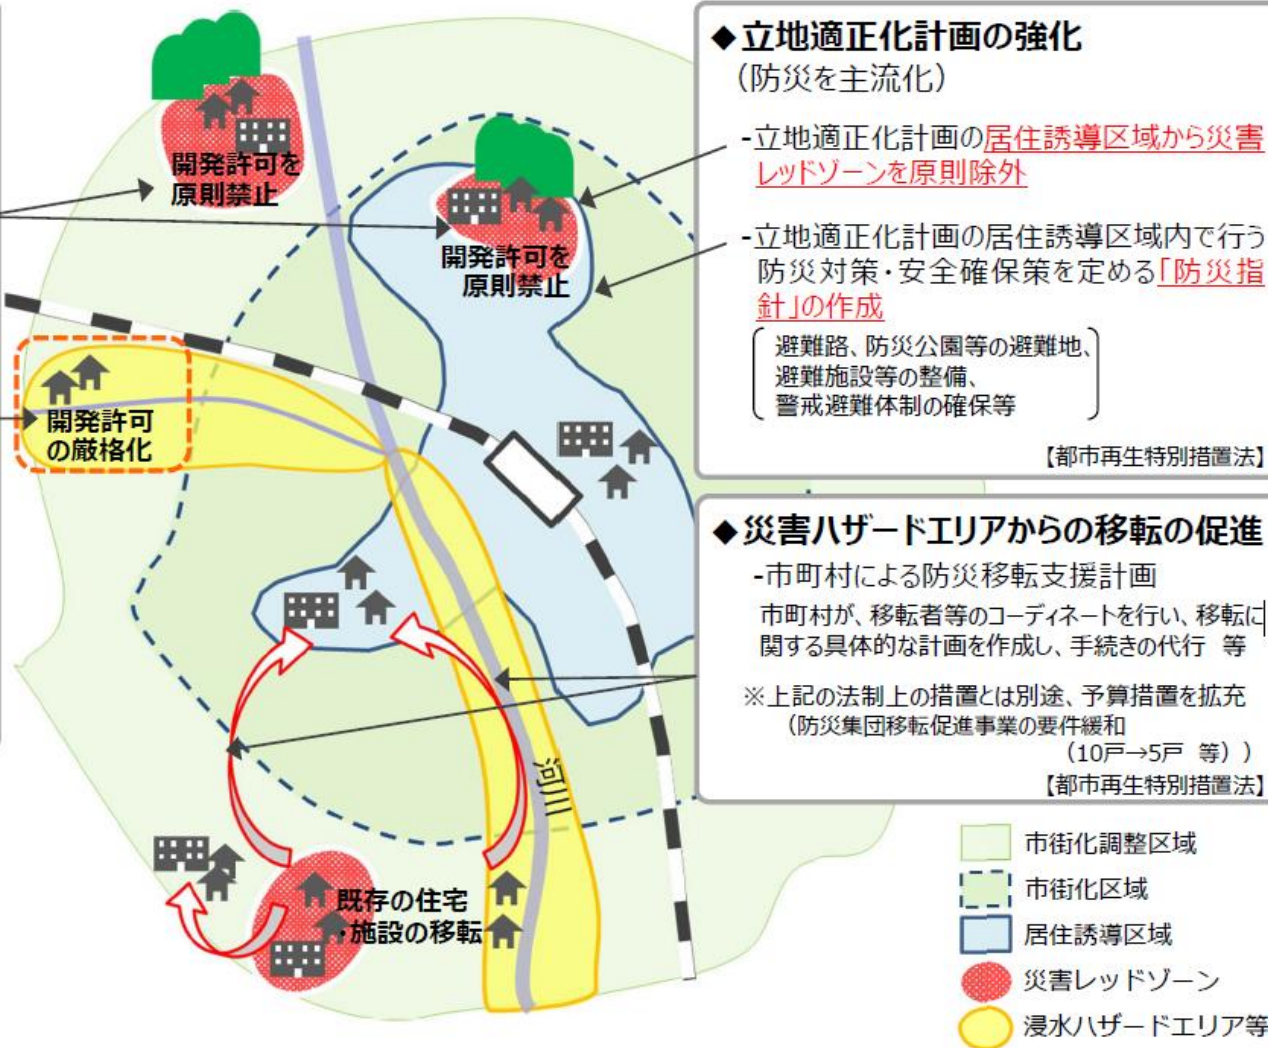 開発許可を
原則禁止
開発許可を
原則禁止
開発許可
の厳格化
河川
既存の住宅
・施設の移転
◆立地適正化計画の強化
（防災を主流化）
-立地適正化計画の居住誘導区域から災害
レッドゾーンを原則除外
-立地適正化計画の居住誘導区域内で行う
防災対策・安全確保策を定める「防災指
針」の作成
避難路、防災公園等の避難地、
避難施設等の整備、
警戒避難体制の確保等
【都市再生特別措置法】
◆災害ハザードエリアからの移転の促進
-市町村による防災移転支援計画
市町村が、移転者等のコーディネートを行い、移転に
関する具体的な計画を作成し、手続きの代行 等
※上記の法制上の措置とは別途、予算措置を拡充
（防災集団移転促進事業の要件緩和
（10戸→5戸 等））
【都市再生特別措置法】
市街化調整区域
市街化区域
居住誘導区域
災害レッドゾーン
浸水ハザードエリア等